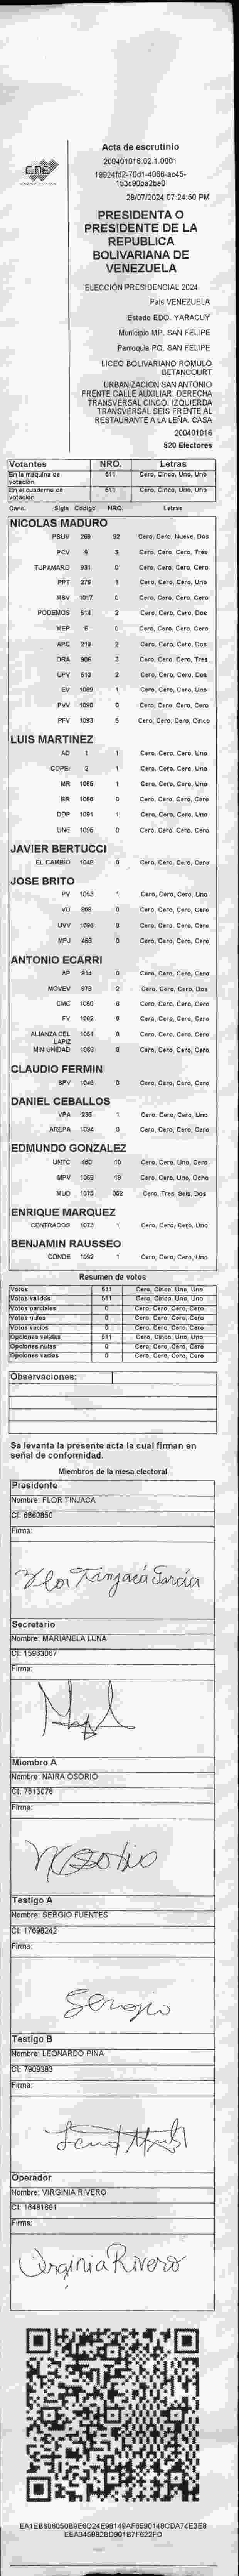 CNE
Acta de escrutinio
200401016.02.1.0001
18924fd2-70d1-4066-ac45-
153c90ba2be0
28/07/2024 07:24:50 PM
PRESIDENTA O
PRESIDENTE DE LA
REPUBLICA
BOLIVARIANA DE
VENEZUELA
ELECCIÓN PRESIDENCIAL 2024
País VENEZUELA
Estado EDO. YARACUY
Municipio MP. SAN FELIPE
Parroquia PQ. SAN FELIPE
LICEO BOLIVARIANO ROMULO
BETANCOURT
URBANIZACIÓN SAN ANTONIO
FRENTE CALLE AUXILIAR. DERECHA
TRANSVERSAL CINCO. IZQUIERDA
TRANSVERSAL SEIS FRENTE AL
RESTAURANTE A LA LEÑA. CASA
200401016
820 Electores
Votantes NRO. Letras
En la maquina de votación 511 Cero, Cinco, Uno, Uno
En el cuaderno de votación 511 Cero, Cinco, Uno, Uno
Cand. Sigla Codigo NRO. Letras
NICOLAS MADURO
PSUV 269 92 Cero, Cero, Nueve, Dos
PCV 9 3 Cero, Cero, Cero, Tres
TUPAMARO 931 0 Cero, Cero, Cero, Cero
PPT 278 1 Cero, Cero, Cero, Uno
MSV 1017 0 Cero, Cero, Cero, Cero
PODEMOS 514 2 Cero, Cero, Cero, Dos
MEP 6 0 Cero, Cero, Cero, Cero
APC 219 2 Cero, Cero, Cero, Dos
ORA 906 3 Cero, Cero, Cero, Tres
UPV 513 2 Cero, Cero, Cero, Dos
EV 1089 1 Cero, Cero, Cero, Uno
PVV 1090 0 Cero, Cero, Cero, Cero
PFV 1093 5 Cero, Cero, Cero, Cinco
LUIS MARTINEZ
AD 1 1 Cero, Cero, Cero, Uno
COPEI 2 1 Cero, Cero, Cero, Uno
MR 1065 1 Cero, Cero, Cero, Uno
BR 1066 0 Cero, Cero, Cero, Cero
DDP 1091 1 Cero, Cero, Cero, Uno
UNE 1095 0 Cero, Cero, Cero, Cero
JAVIER BERTUCCI
EL CAMBIO 1048 0 Cero, Cero, Cero, Cero
JOSE BRITO
PV 1053 1 Cero, Cero, Cero, Uno
VU 869 0 Cero, Cero, Cero, Cero
UVV 1096 0 Cero, Cero, Cero, Cero
MPJ 458 0 Cero, Cero, Cero, Cero
ANTONIO ECARRI
AP 814 0 Cero, Cero, Cero, Cero
MOVEV 973 2 Cero, Cero, Cero, Dos
CMC 1050 0 Cero, Cero, Cero, Cero
FV 1062 0 Cero, Cero, Cero, Cero
ALIANZA DEL LAPIZ 1051 0 Cero, Cero, Cero, Cero
MIN UNIDAD 1068 0 Cero, Cero, Cero, Cero
CLAUDIO FERMIN
SPV 1049 0 Cero, Cero, Cero, Cero
DANIEL CEBALLOS
VPA 236 1 Cero, Cero, Cero, Uno
AREPA 1094 0 Cero, Cero, Cero, Cero
EDMUNDO GONZALEZ
UNTC 460 10 Cero, Cero, Uno, Cero
MPV 1069 18 Cero, Cero, Uno, Ocho
MUD 1075 362 Cero, Tres, Seis, Dos
ENRIQUE MARQUEZ
CENTRADOS 1073 1 Cero, Cero, Cero, Uno
BENJAMIN RAUSSEO
CONDE 1092 1 Cero, Cero, Cero, Uno
Resumen de votos
Votos 511 Cero, Cinco, Uno, Uno
Votos validos 511 Cero, Cinco, Uno, Uno
Votos parciales 0 Cero, Cero, Cero, Cero
Votos nulos 0 Cero, Cero, Cero, Cero
Votos vacios 0 Cero, Cero, Cero, Cero
Opciones validas 511 Cero, Cinco, Uno, Uno
Opciones nulas 0 Cero, Cero, Cero, Cero
Opciones vacias 0 Cero, Cero, Cero, Cero
Observaciones:
Se levanta la presente acta la cual firman en
señal de conformidad.
Miembros de la mesa electoral
Presidente
Nombre: FLOR TINJACA
CI: 6860850
Firma:
Flor Tinjacá García
Secretario
Nombre: MARIANELA LUNA
CI: 15963067
Firma:
Miembro A
Nombre: NAIRA OSORIO
CI: 7513076
Firma:
NOsorio
Testigo A
Nombre: SERGIO FUENTES
CI: 17698242
Firma:
Sergio
Testigo B
Nombre: LEONARDO PINA
CI: 7909383
Firma:
Operador
Nombre: VIRGINIA RIVERO
CI: 16481691
Firma:
Virginia Rivero